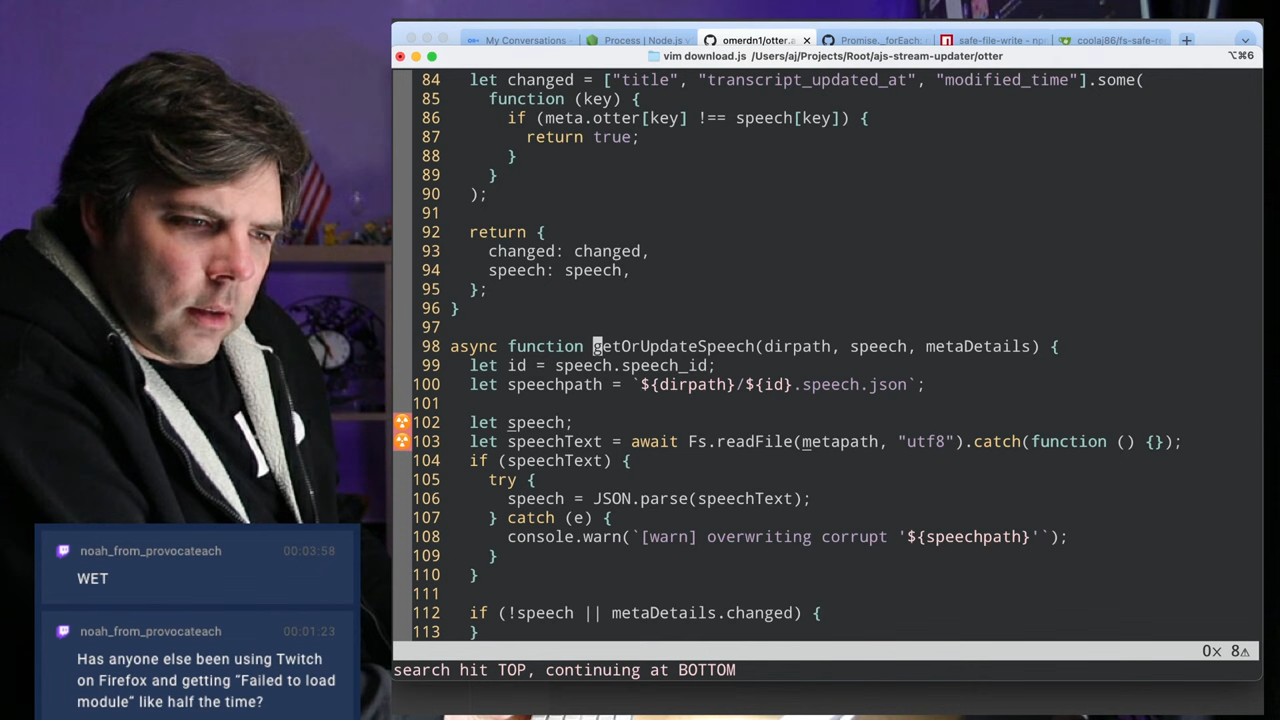 My Conversations
Process | Node.js
omerdn1/otter.
Promise._forEach:
safe-file-write - np
coolaj86/fs-safe-re
vim download.js /Users/aj/Projects/Root/ajs-stream-updater/otter
⌥⌘6
84 let changed = ["title", "transcript_updated_at", "modified_time"].some(
85 function (key) {
86 if (meta.otter[key] !== speech[key]) {
87 return true;
88 }
89 }
90 );
91
92 return {
93 changed: changed,
94 speech: speech,
95 };
96 }
97
98 async function getOrUpdateSpeech(dirpath, speech, metaDetails) {
99 let id = speech.speech_id;
100 let speechpath = `${dirpath}/${id}.speech.json`;
101
102 let speech;
103 let speechText = await Fs.readFile(metapath, "utf8").catch(function () {});
104 if (speechText) {
105 try {
106 speech = JSON.parse(speechText);
107 } catch (e) {
108 console.warn(`[warn] overwriting corrupt '${speechpath}'`);
109 }
110 }
111
112 if (!speech || metaDetails.changed) {
113 }
0× 8⚠
search hit TOP, continuing at BOTTOM
noah_from_provocateach 00:03:58
WET
noah_from_provocateach 00:01:23
Has anyone else been using Twitch
on Firefox and getting “Failed to load
module” like half the time?